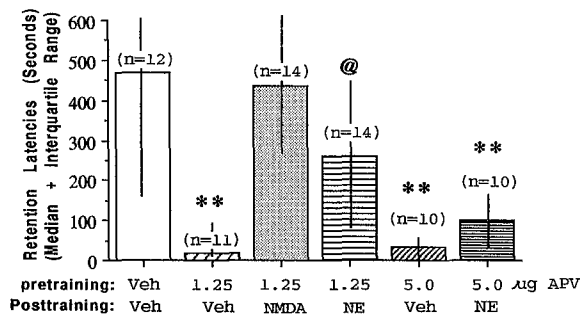 Retention Latencies (Seconds)
(Median + Interquartile Range)
600
500
400
300
200
100
0
(n=12)
**
(n=11)
(n=14)
@
(n=14)
**
(n=10)
**
(n=10)
pretraining: Veh 1.25 1.25 1.25 5.0 5.0 µg APV
Posttraining: Veh Veh NMDA NE Veh NE